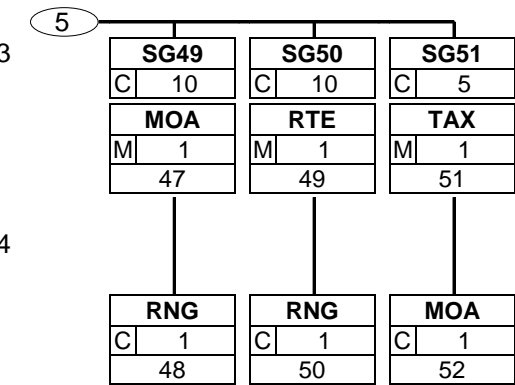 5
3
SG49 SG50 SG51
C 10 C 10 C 5
MOA RTE TAX
M 1 M 1 M 1
47 49 51
4
RNG RNG MOA
C 1 C 1 C 1
48 50 52